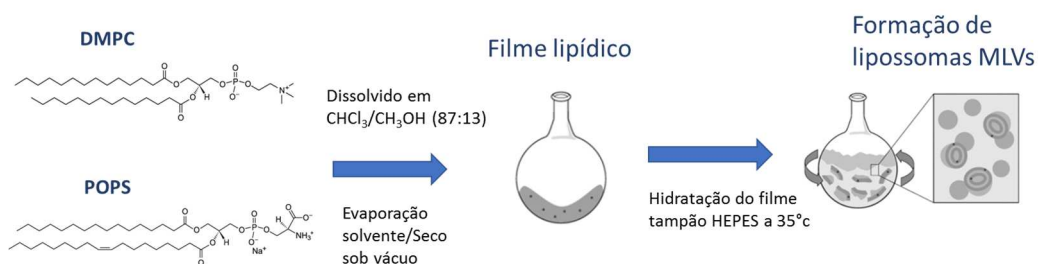 DMPC
POPS
Dissolvido em
CHCl₃/CH₃OH (87:13)
Evaporação
solvente/Seco
sob vácuo
Filme lipídico
Hidratação do filme
tampão HEPES a 35°c
Formação de
lipossomas MLVs